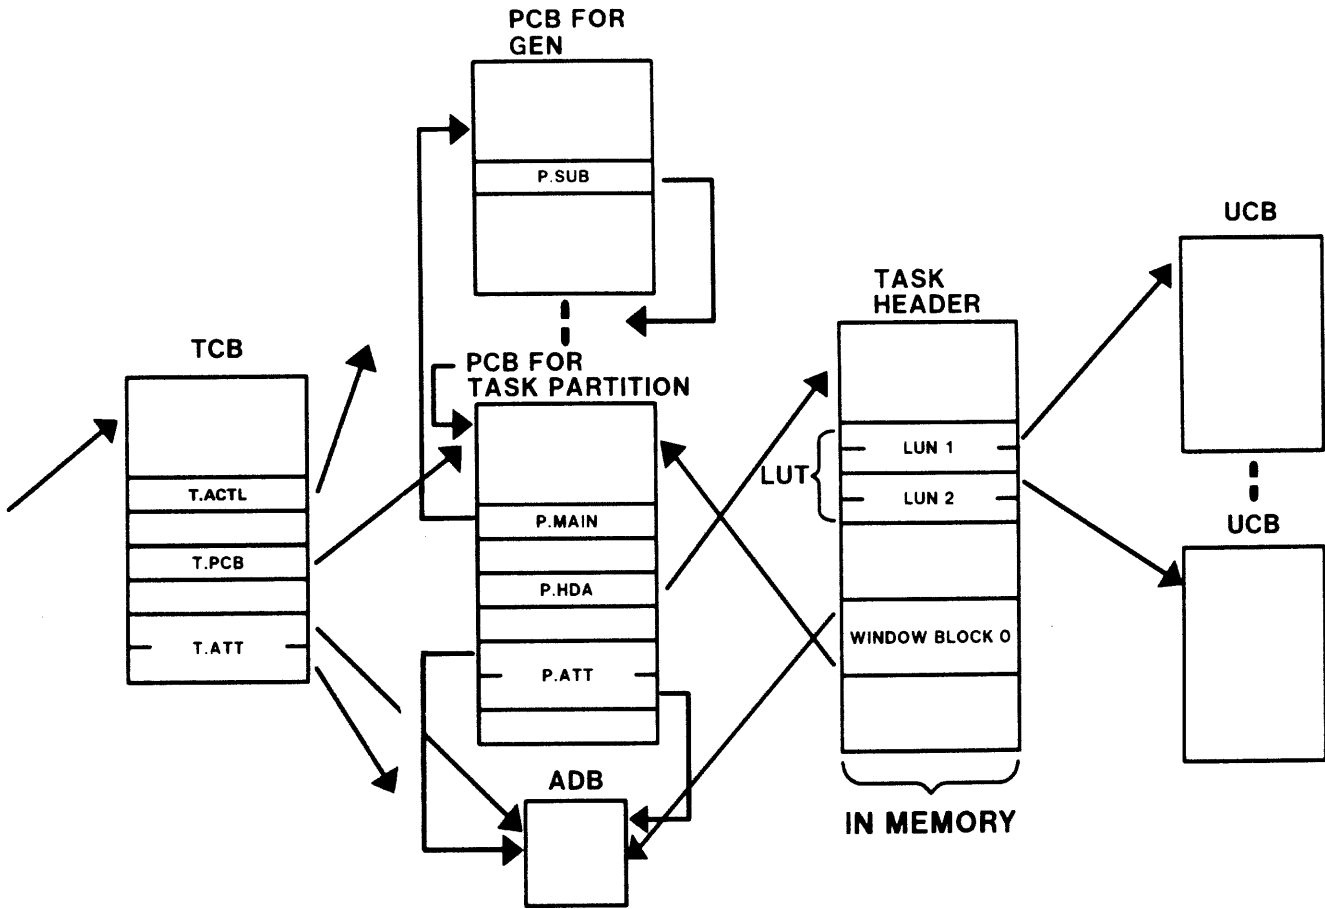 PCB FOR
GEN
P.SUB
UCB
TASK
HEADER
TCB
PCB FOR
TASK PARTITION
LUN 1
LUT
LUN 2
T.ACTL
P.MAIN
UCB
T.PCB
P.HDA
WINDOW BLOCK 0
T.ATT
P.ATT
ADB
IN MEMORY